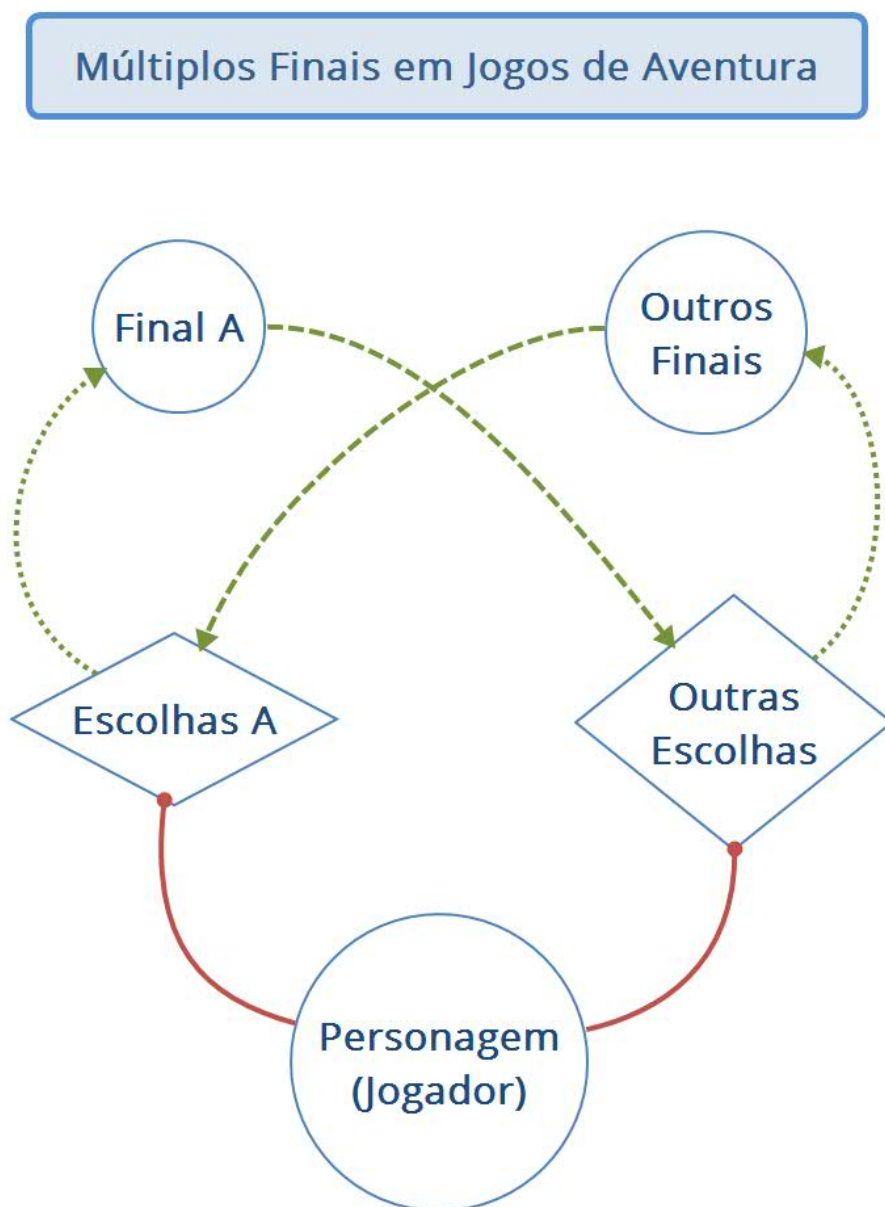 Múltiplos Finais em Jogos de Aventura
Final A
Outros
Finais
Escolhas A
Outras
Escolhas
Personagem
(Jogador)